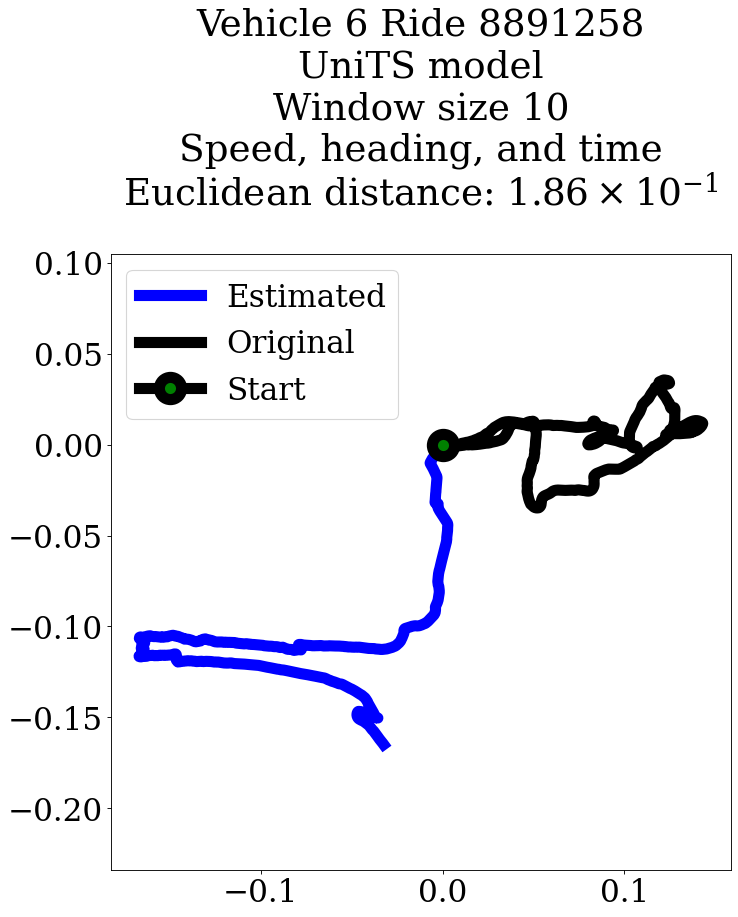 Vehicle 6 Ride 8891258
UniTS model
Window size 10
Speed, heading, and time
Euclidean distance: 1.86 × 10⁻¹
0.10
0.05
0.00
−0.05
−0.10
−0.15
−0.20
Estimated
Original
Start
−0.1
0.0
0.1